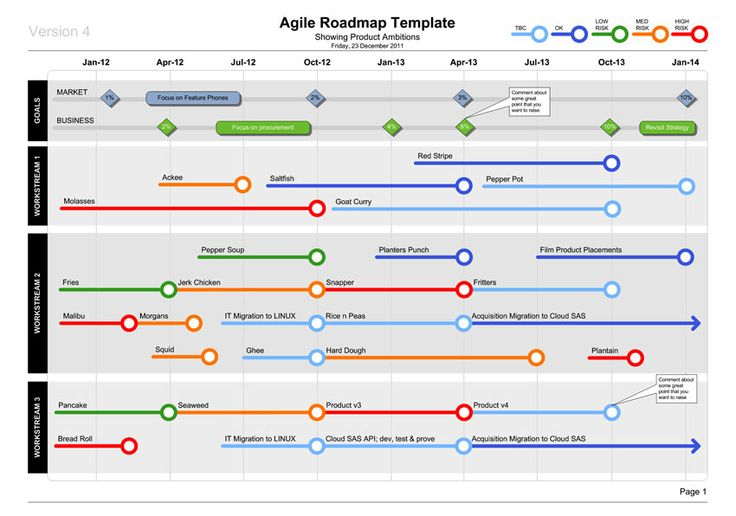 Version 4
Agile Roadmap Template
Showing Product Ambitions
Friday, 23 December 2011
TBC
OK
LOW
RISK
MED
RISK
HIGH
RISK
Jan-12 Apr-12 Jul-12 Oct-12 Jan-13 Apr-13 Jul-13 Oct-13 Jan-14
GOALS
MARKET
1%
Focus on Feature Phones
2%
3%
10%
Comment about
some great
point that you
want to raise
BUSINESS
2%
Focus on procurement
4%
8%
10%
Revisit Strategy
WORKSTREAM 1
Red Stripe
Ackee
Saltfish
Pepper Pot
Molasses
Goat Curry
WORKSTREAM 2
Pepper Soup
Planters Punch
Film Product Placements
Fries
Jerk Chicken
Snapper
Fritters
Malibu
Morgans
IT Migration to LINUX
Rice n Peas
Acquisition Migration to Cloud SAS
Squid
Ghee
Hard Dough
Plantain
WORKSTREAM 3
Comment about
some great
point that you
want to raise
Pancake
Seaweed
Product v3
Product v4
Bread Roll
IT Migration to LINUX
Cloud SAS API; dev, test & prove
Acquisition Migration to Cloud SAS
Page 1